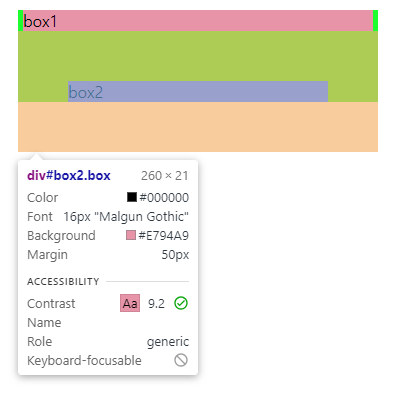 box1
box2
div#box2.box 260 × 21
Color #000000
Font 16px "Malgun Gothic"
Background #E794A9
Margin 50px
ACCESSIBILITY
Contrast Aa 9.2
Name
Role generic
Keyboard-focusable